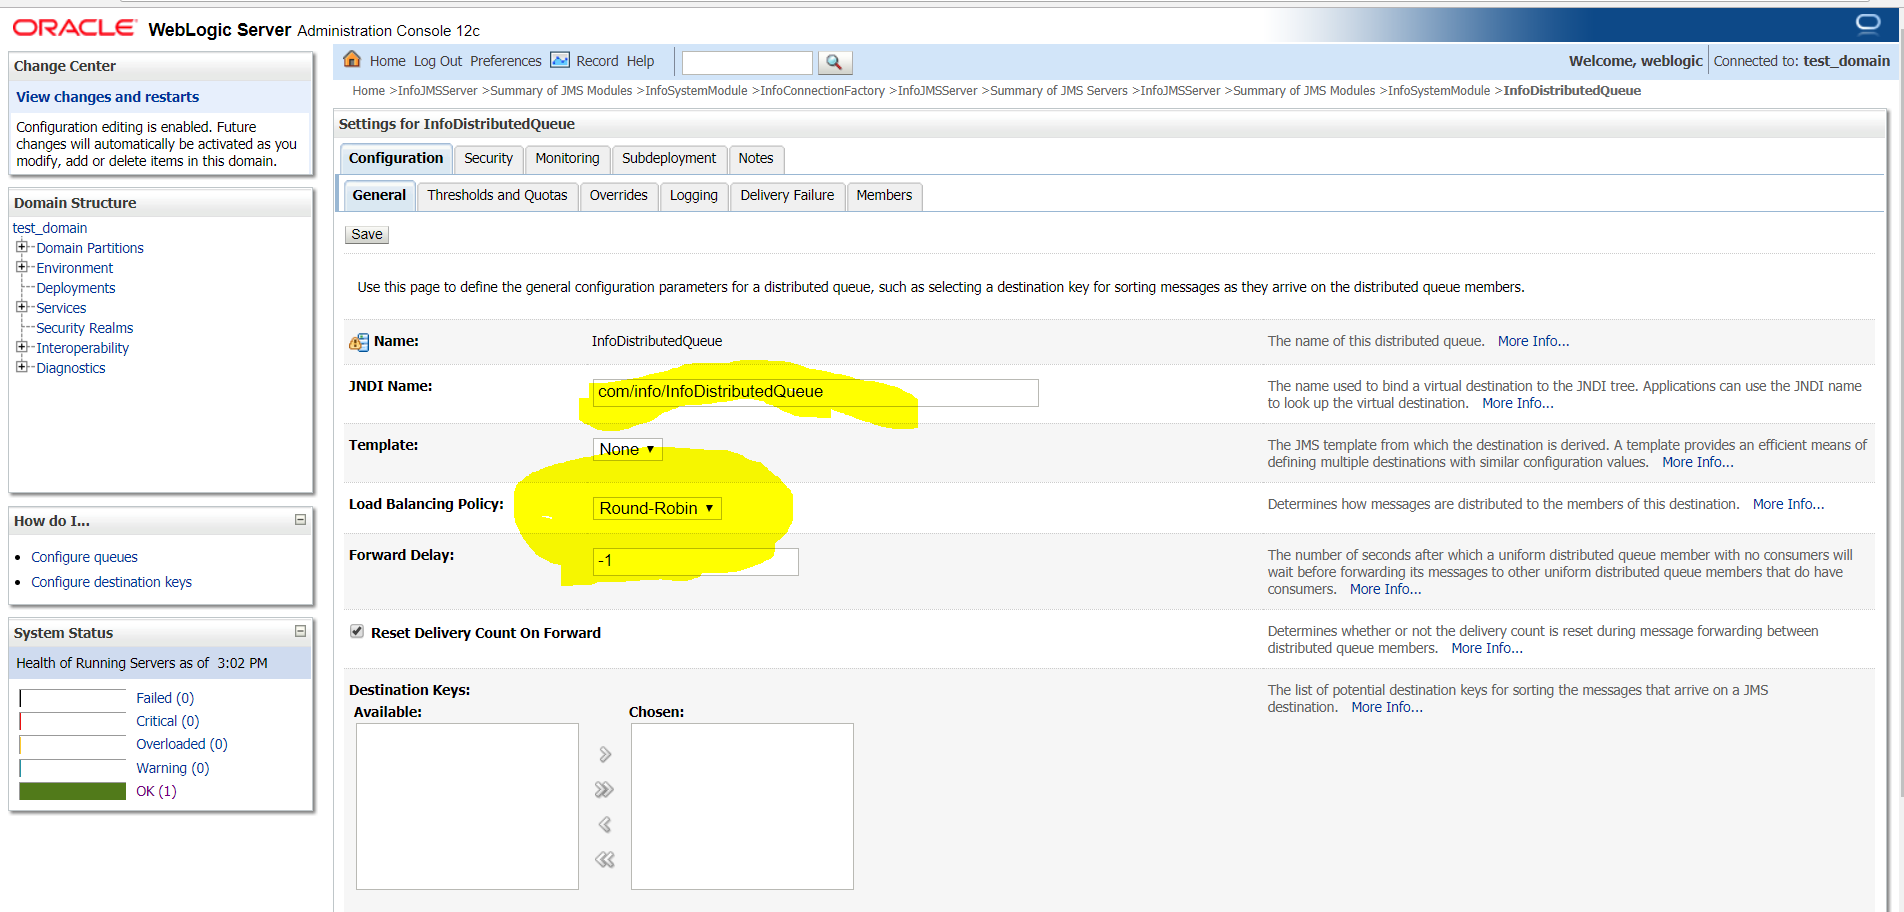 ORACLE WebLogic Server Administration Console 12c
Change Center
View changes and restarts
Configuration editing is enabled. Future
changes will automatically be activated as you
modify, add or delete items in this domain.
Domain Structure
test_domain
Domain Partitions
Environment
Deployments
Services
Security Realms
Interoperability
Diagnostics
How do I...
Configure queues
Configure destination keys
System Status
Health of Running Servers as of 3:02 PM
Failed (0)
Critical (0)
Overloaded (0)
Warning (0)
OK (1)
Home Log Out Preferences Record Help
Welcome, weblogic Connected to: test_domain
Home >InfoJMSServer >Summary of JMS Modules >InfoSystemModule >InfoConnectionFactory >InfoJMSServer >Summary of JMS Servers >InfoJMSServer >Summary of JMS Modules >InfoSystemModule >InfoDistributedQueue
Settings for InfoDistributedQueue
Configuration Security Monitoring Subdeployment Notes
General Thresholds and Quotas Overrides Logging Delivery Failure Members
Save
Use this page to define the general configuration parameters for a distributed queue, such as selecting a destination key for sorting messages as they arrive on the distributed queue members.
Name: InfoDistributedQueue
The name of this distributed queue. More Info...
JNDI Name: com/info/InfoDistributedQueue
The name used to bind a virtual destination to the JNDI tree. Applications can use the JNDI name
to look up the virtual destination. More Info...
Template: None
The JMS template from which the destination is derived. A template provides an efficient means of
defining multiple destinations with similar configuration values. More Info...
Load Balancing Policy: Round-Robin
Determines how messages are distributed to the members of this destination. More Info...
Forward Delay: -1
The number of seconds after which a uniform distributed queue member with no consumers will
wait before forwarding its messages to other uniform distributed queue members that do have
consumers. More Info...
Reset Delivery Count On Forward
Determines whether or not the delivery count is reset during message forwarding between
distributed queue members. More Info...
Destination Keys:
Available: Chosen:
The list of potential destination keys for sorting the messages that arrive on a JMS
destination. More Info...